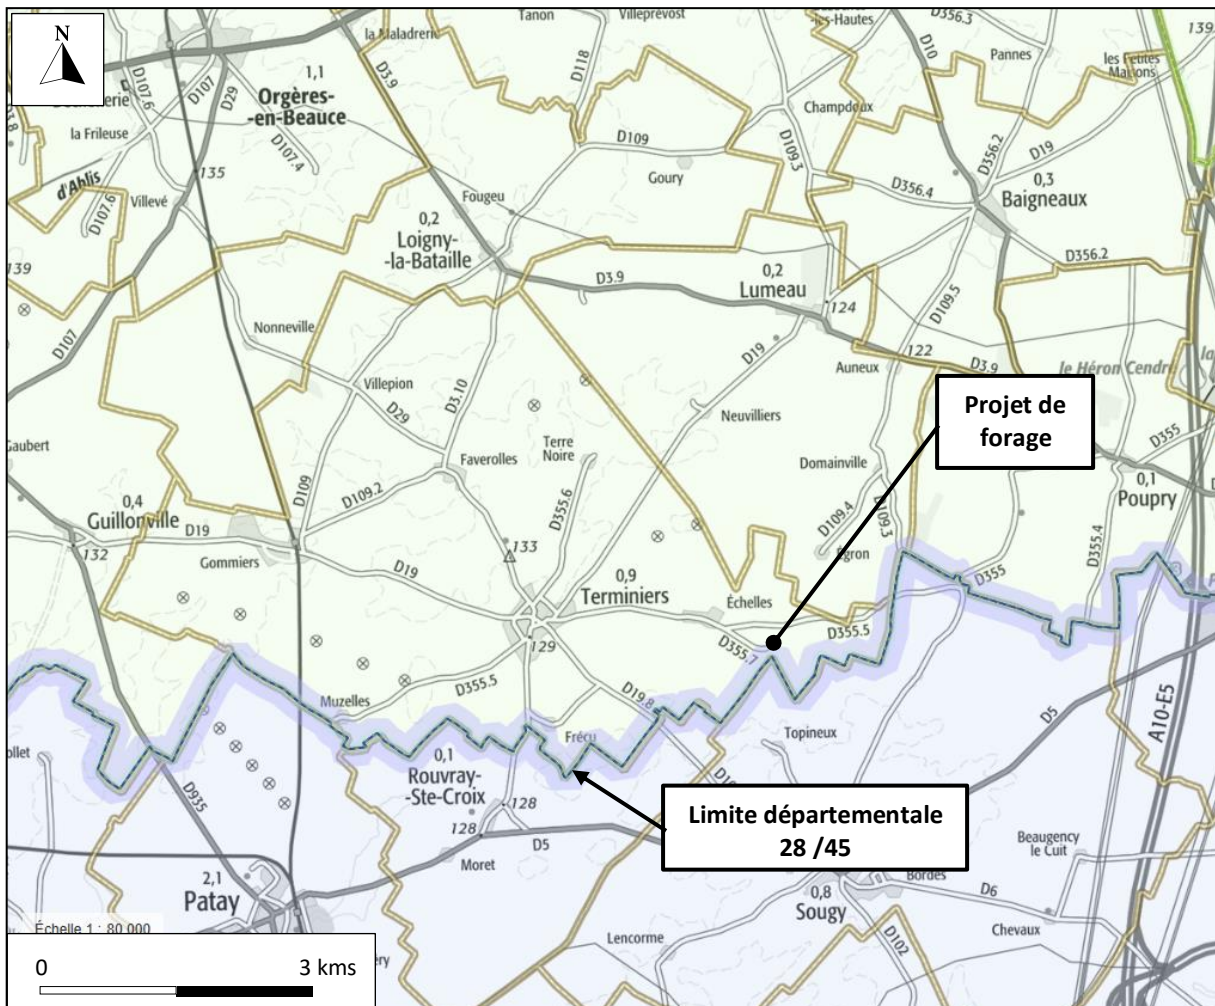 N
Tanon
Villeprévost
-les-Hautes
D356.3
139
la Maladrerie
D3.9
D118
D10
Pannes
les Petites
Maisons
D107.6
D107
D29
1,1
Orgères-
-en-Beauce
la Frileuse
D107.4
Champdoux
D109
D109.3
D356.2
D19
d'Ablis
135
Villevé
D107.6
Goury
Fougeu
D356.4
0,3
Baigneaux
0,2
Loigny-
-la-Bataille
139
D3.9
0,2
Lumeau
124
D356.2
D109.5
D107
Nonneville
122
Auneux
D3.9
le Héron Cendré
la
Villepion
D3.10
D29
D19
Neuvilliers
Projet de
forage
Gaubert
Faverolles
Terre
Noire
Domainville
D355
0,1
Poupry
0,4
Guillonville
D109
D109.2
D355.6
D109.4
D109.3
D19
132
Gommiers
133
Égron
D355.4
D19
D355
0,9
Terminiers
Échelles
129
D355.7
D355.5
Muzelles
D355.5
D19.8
Topineux
D5
A10-E5
Frécu
0,1
Rouvray-
-Ste-Croix
D935
128
128
D5
Moret
Limite départementale
28 /45
Beaugency
le Cuit
2,1
Patay
Bordes
0,8
Sougy
D6
Chevaux
Échelle 1 : 80 000
Lencorme
D102
0
3 kms